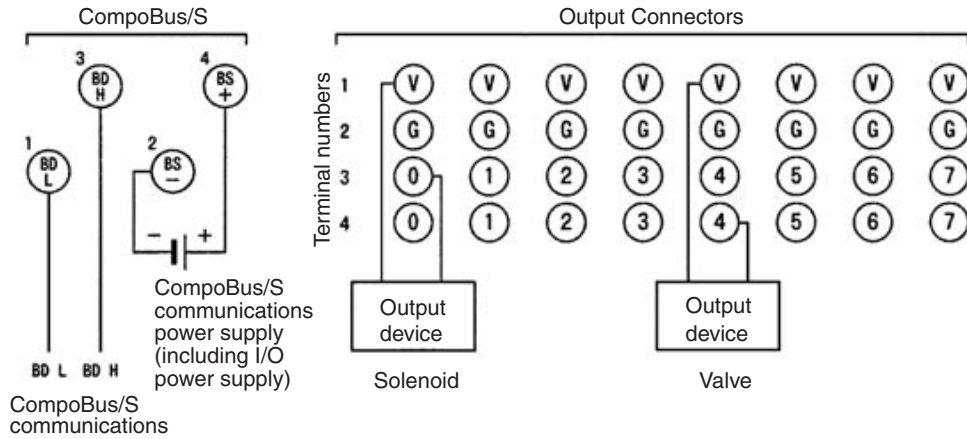 CompoBus/S
3
BD
H
4
BS
+
1
BD
L
2
BS
−
− +
CompoBus/S
communications
power supply
(including I/O
power supply)
BD L BD H
CompoBus/S
communications
Output Connectors
Terminal numbers
1 V V V V V V V V
2 G G G G G G G G
3 0 1 2 3 4 5 6 7
4 0 1 2 3 4 5 6 7
Output
device
Solenoid
Output
device
Valve